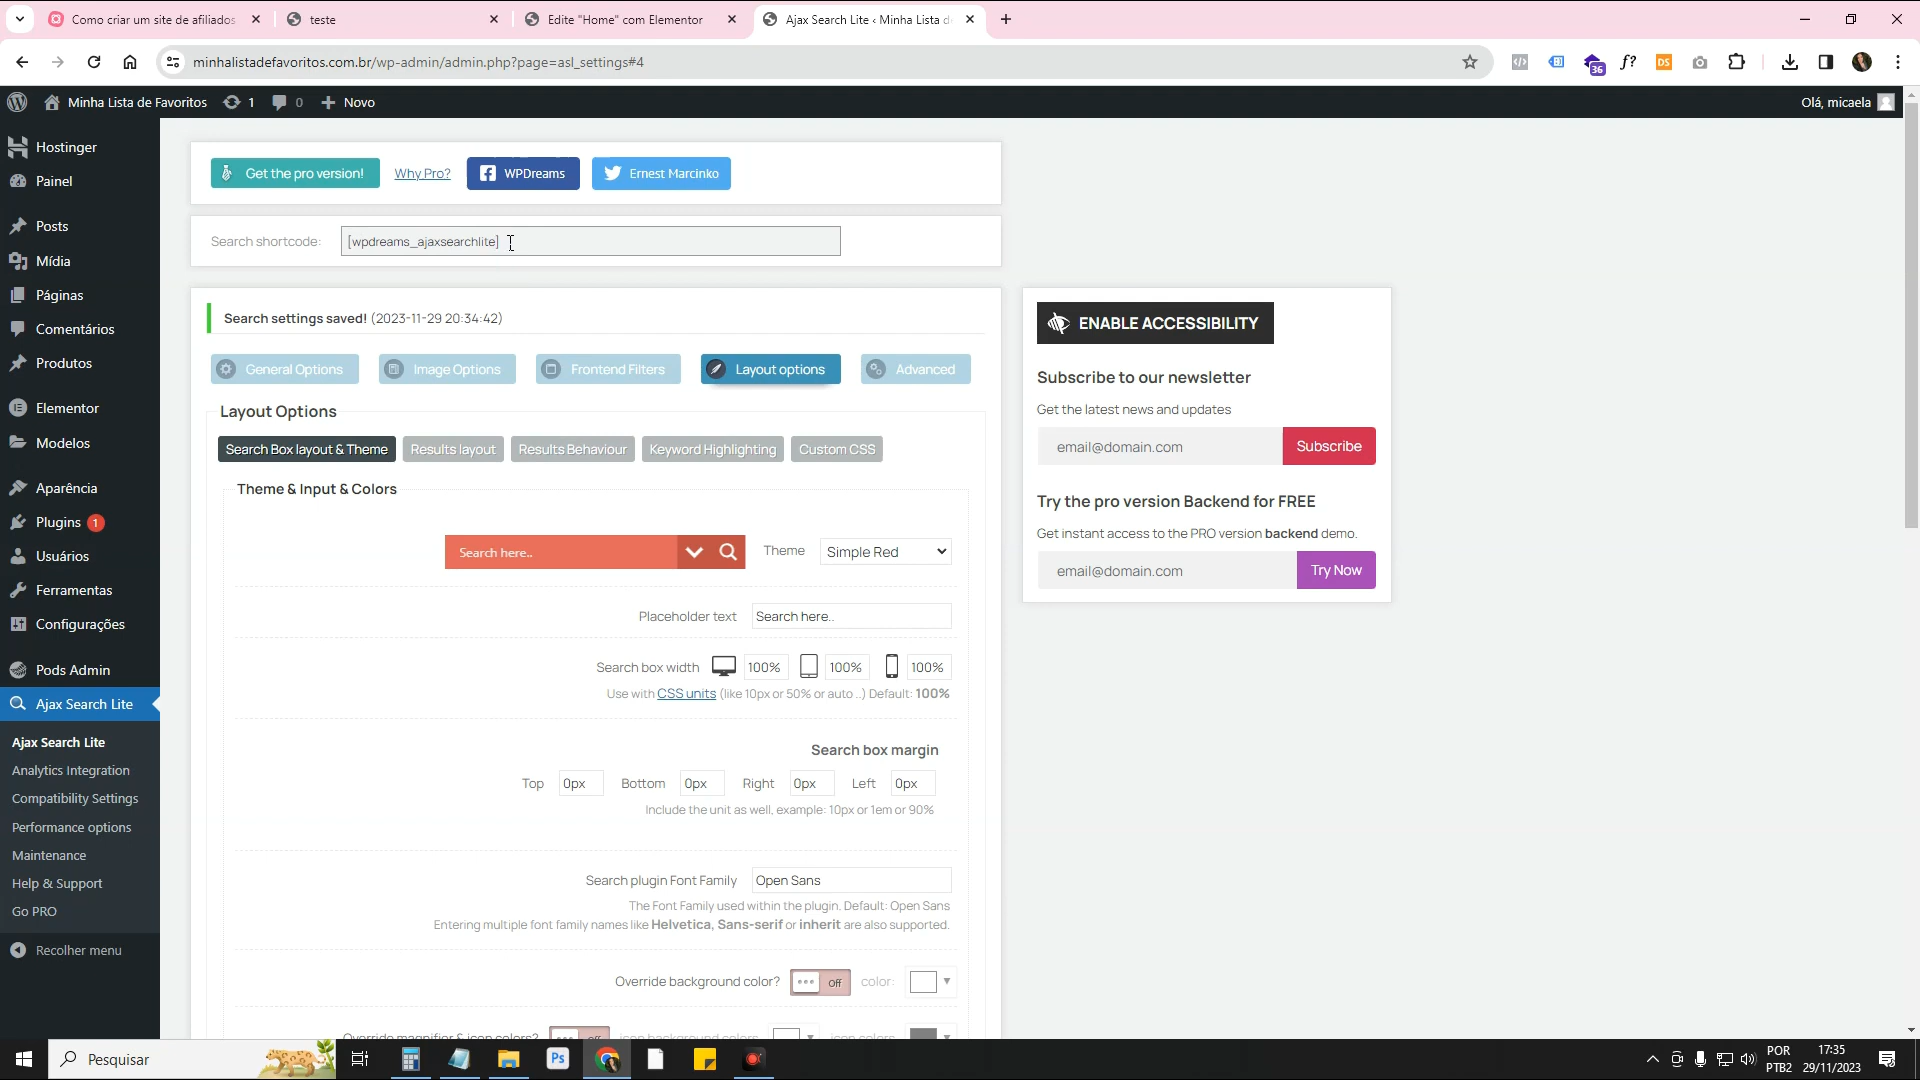 Como criar um site de afiliados
teste
Edite "Home" com Elementor
Ajax Search Lite ‹ Minha Lista d
minhalistadefavoritos.com.br/wp-admin/admin.php?page=asl_settings#4
36
f?
DS
Minha Lista de Favoritos
1
0
Novo
Olá, micaela
Hostinger
Painel
Posts
Mídia
Páginas
Comentários
Produtos
Elementor
Modelos
Aparência
Plugins 1
Usuários
Ferramentas
Configurações
Pods Admin
Ajax Search Lite
Ajax Search Lite
Analytics Integration
Compatibility Settings
Performance options
Maintenance
Help & Support
Go PRO
Recolher menu
Get the pro version!
Why Pro?
WPDreams
Ernest Marcinko
Search shortcode:
[wpdreams_ajaxsearchlite]
Search settings saved! (2023-11-29 20:34:42)
General Options
Image Options
Frontend Filters
Layout options
Advanced
Layout Options
Search Box layout & Theme
Results layout
Results Behaviour
Keyword Highlighting
Custom CSS
Theme & Input & Colors
Search here..
Theme
Simple Red
Placeholder text
Search here..
Search box width
100%
100%
100%
Use with CSS units (like 10px or 50% or auto ..) Default: 100%
Search box margin
Top 0px Bottom 0px Right 0px Left 0px
Include the unit as well, example: 10px or 1em or 90%
Search plugin Font Family
Open Sans
The Font Family used within the plugin. Default: Open Sans
Entering multiple font family names like Helvetica, Sans-serif or inherit are also supported.
Override background color?
Off
color:
Override magnifier & icon colors?
Off
icon background color:
icon color:
ENABLE ACCESSIBILITY
Subscribe to our newsletter
Get the latest news and updates
email@domain.com
Subscribe
Try the pro version Backend for FREE
Get instant access to the PRO version backend demo.
email@domain.com
Try Now
Pesquisar
Ps
POR
PTB2
17:35
29/11/2023